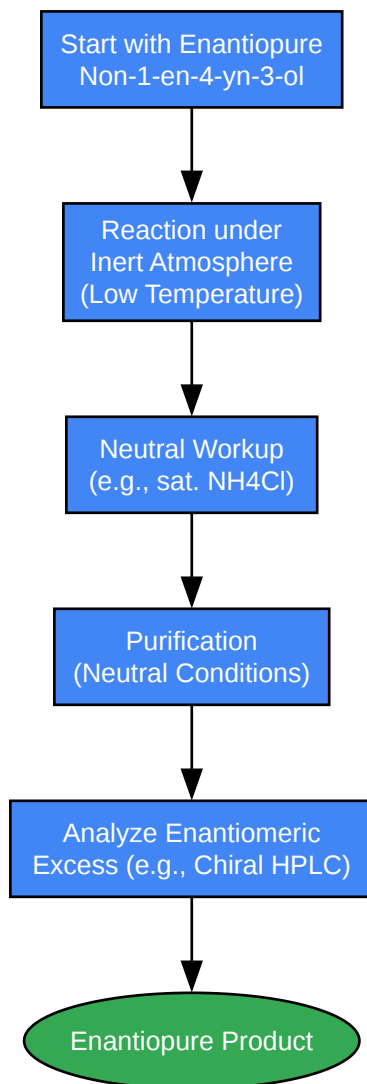 Start with Enantiopure
Non-1-en-4-yn-3-ol
Reaction under
Inert Atmosphere
(Low Temperature)
Neutral Workup
(e.g., sat. NH4Cl)
Purification
(Neutral Conditions)
Analyze Enantiomeric
Excess (e.g., Chiral HPLC)
Enantiopure Product